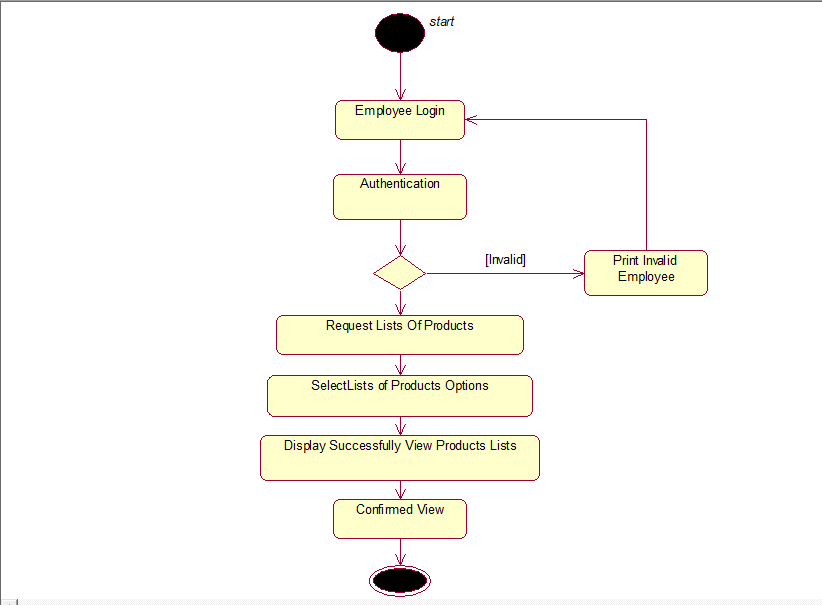 start
Employee Login
Authentication
[Invalid]
Print Invalid
Employee
Request Lists Of Products
SelectLists of Products Options
Display Successfully View Products Lists
Confirmed View